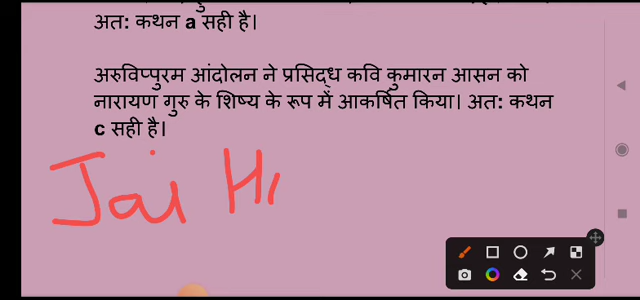 अत: कथन a सही है।
अरुविप्पुरम आंदोलन ने प्रसिद्ध कवि कुमारन आसन को
नारायण गुरु के शिष्य के रूप में आकर्षित किया। अत: कथन
c सही है।
Jai Hi